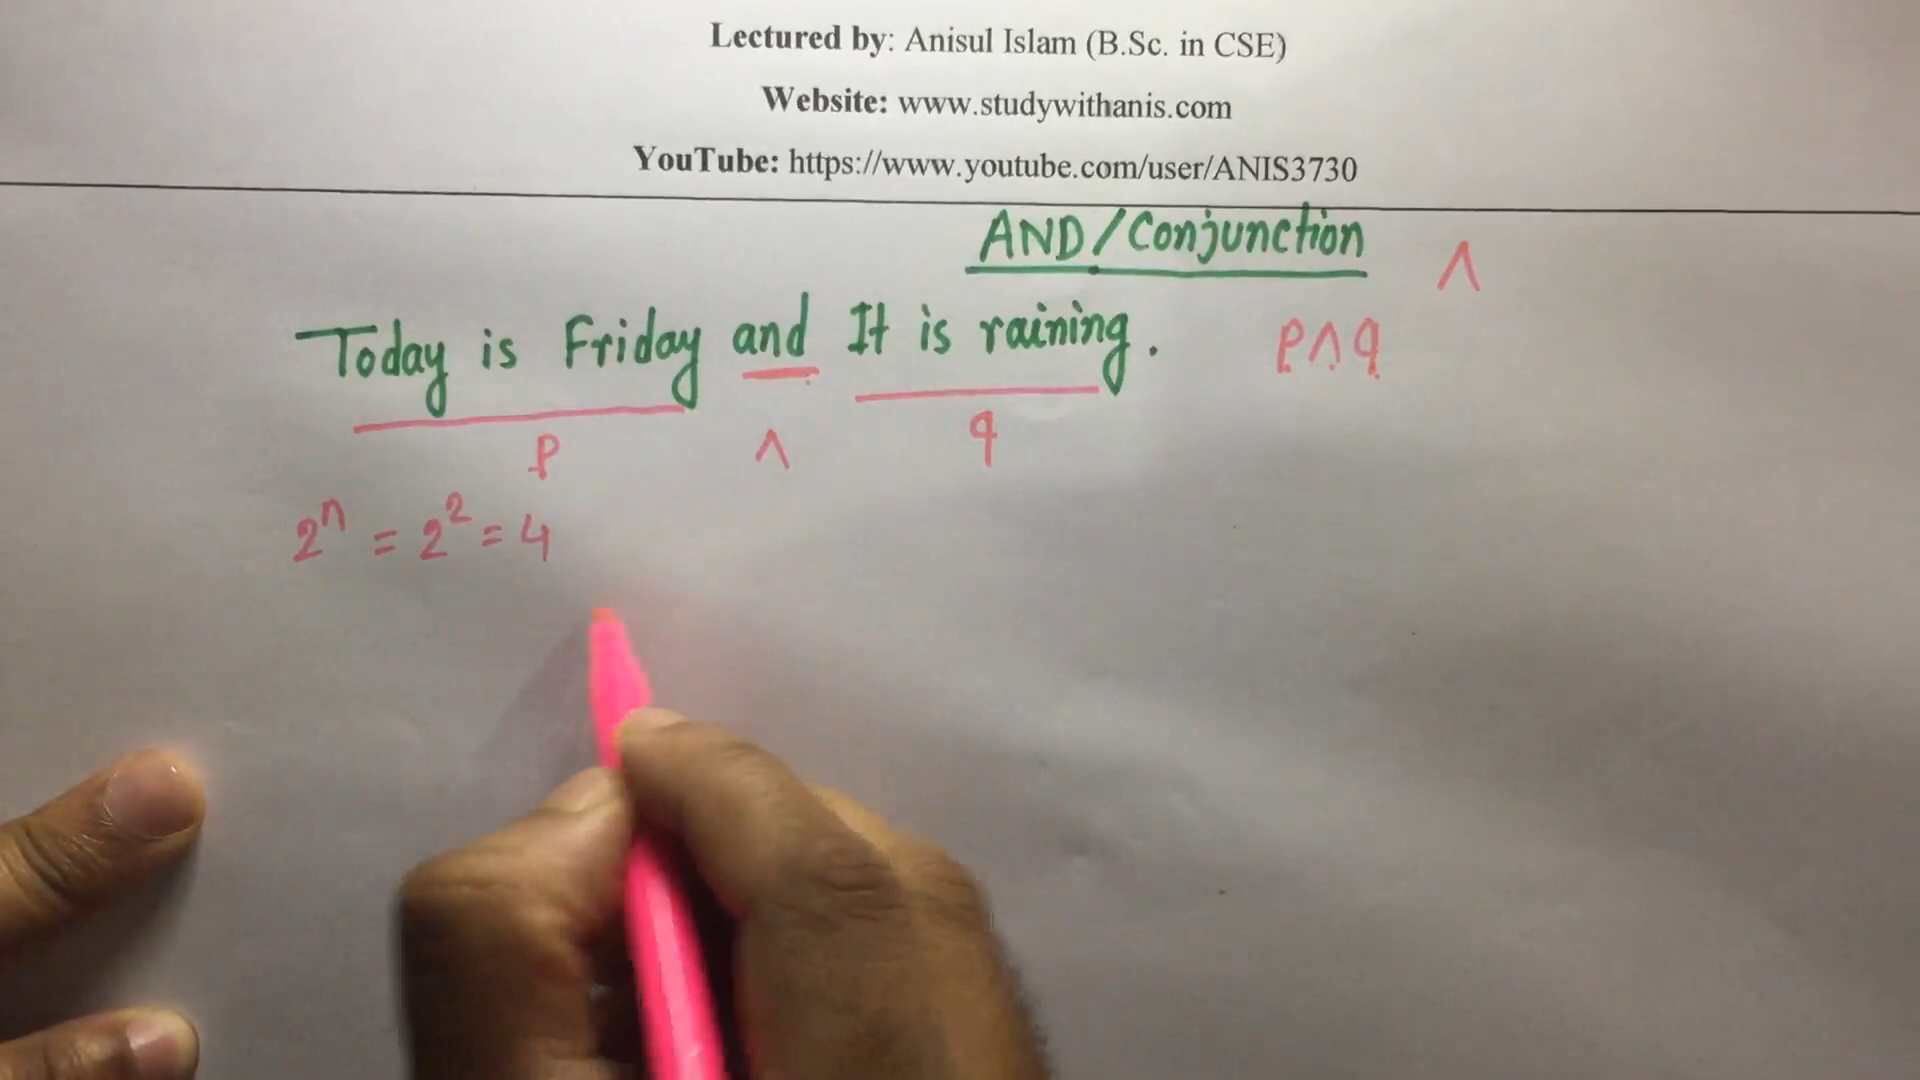 Lectured by: Anisul Islam (B.Sc. in CSE)
Website: www.studywithanis.com
YouTube: https://www.youtube.com/user/ANIS3730
AND/Conjunction ∧
Today is Friday and It is raining. p∧q
p ∧ q
2ⁿ = 2² = 4